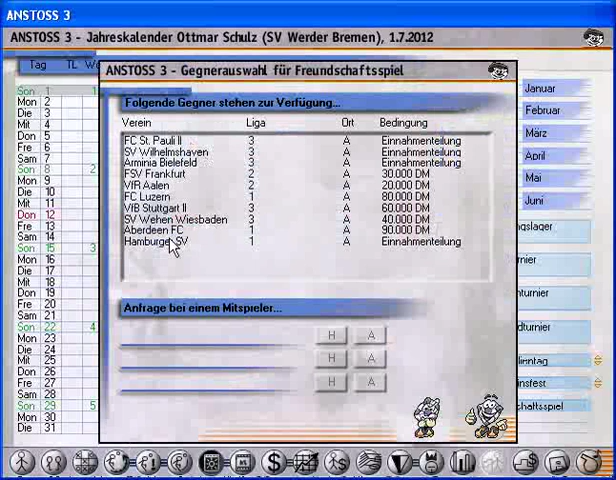 ANSTOSS 3
ANSTOSS 3 - Jahreskalender Ottmar Schulz (SV Werder Bremen), 1.7.2012
Tag TL
ANSTOSS 3 - Gegnerauswahl für Freundschaftsspiel
Folgende Gegner stehen zur Verfügung...
Verein Liga Ort Bedingung
FC St. Pauli II 3 A Einnahmenteilung
SV Wilhelmshaven 3 A Einnahmenteilung
Arminia Bielefeld 3 A Einnahmenteilung
FSV Frankfurt 2 A 30.000 DM
VfR Aalen 2 A 20.000 DM
FC Luzern 1 A 80.000 DM
VfB Stuttgart II 3 A 60.000 DM
SV Wehen Wiesbaden 3 A 40.000 DM
Aberdeen FC 1 A 90.000 DM
Hamburger SV 1 A Einnahmenteilung
Anfrage bei einem Mitspieler...
H A
H A
H A
Son 1 1
Mon 2
Die 3
Mit 4
Don 5
Fre 6
Sam 7
Son 8 2
Mon 9
Die 10
Mit 11
Don 12
Fre 13
Sam 14
Son 15 3
Mon 16
Die 17
Mit 18
Don 19
Fre 20
Sam 21
Son 22 4
Mon 23
Die 24
Mit 25
Don 26
Fre 27
Sam 28
Son 29 5
Mon 30
Die 31
Januar
Februar
März
April
Mai
Juni